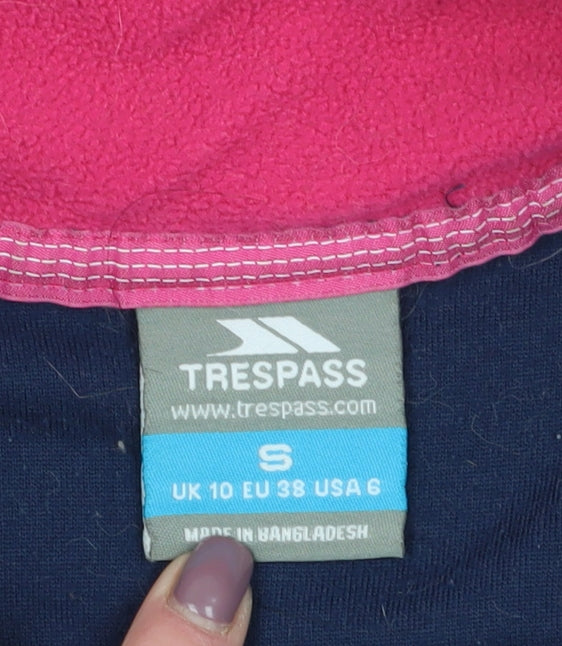 TRESPASS
www.trespass.com
S
UK 10 EU 38 USA 6
MADE IN BANGLADESH